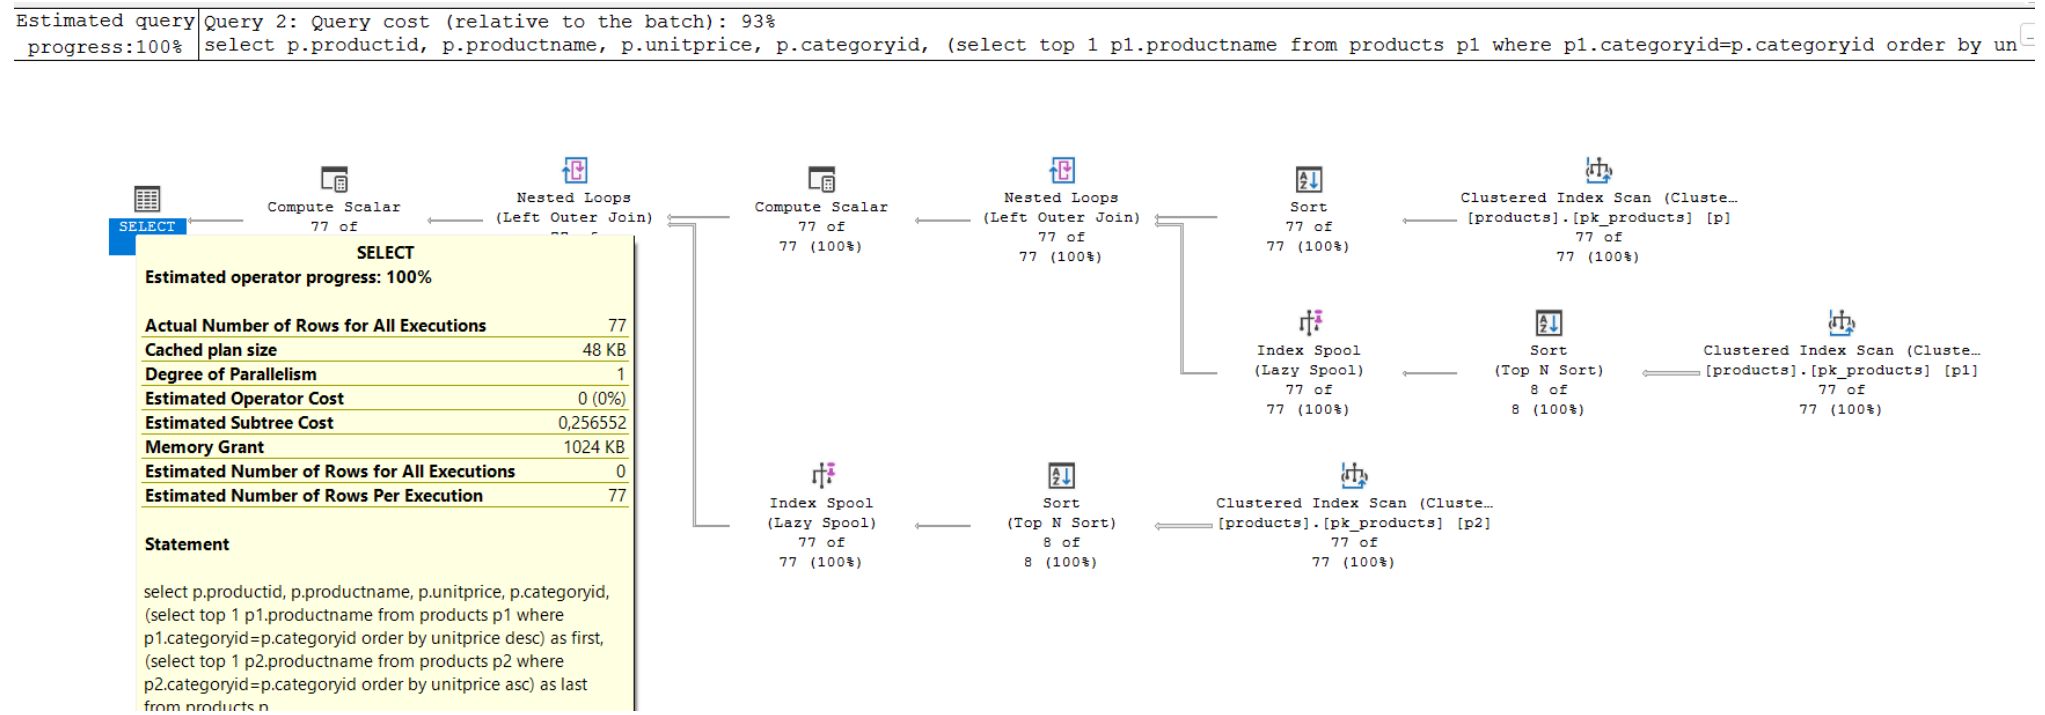 Estimated query progress:100%
Query 2: Query cost (relative to the batch): 93%
select p.productid, p.productname, p.unitprice, p.categoryid, (select top 1 p1.productname from products p1 where p1.categoryid=p.categoryid order by un
SELECT
Compute Scalar
77 of
Nested Loops
(Left Outer Join)
Compute Scalar
77 of
77 (100%)
Nested Loops
(Left Outer Join)
77 of
77 (100%)
Sort
77 of
77 (100%)
Clustered Index Scan (Cluste…
[products].[pk_products] [p]
77 of
77 (100%)
Index Spool
(Lazy Spool)
77 of
77 (100%)
Sort
(Top N Sort)
8 of
8 (100%)
Clustered Index Scan (Cluste…
[products].[pk_products] [p1]
77 of
77 (100%)
Index Spool
(Lazy Spool)
77 of
77 (100%)
Sort
(Top N Sort)
8 of
8 (100%)
Clustered Index Scan (Cluste…
[products].[pk_products] [p2]
77 of
77 (100%)
SELECT
Estimated operator progress: 100%
Actual Number of Rows for All Executions 77
Cached plan size 48 KB
Degree of Parallelism 1
Estimated Operator Cost 0 (0%)
Estimated Subtree Cost 0,256552
Memory Grant 1024 KB
Estimated Number of Rows for All Executions 0
Estimated Number of Rows Per Execution 77
Statement
select p.productid, p.productname, p.unitprice, p.categoryid,
(select top 1 p1.productname from products p1 where
p1.categoryid=p.categoryid order by unitprice desc) as first,
(select top 1 p2.productname from products p2 where
p2.categoryid=p.categoryid order by unitprice asc) as last
from products p